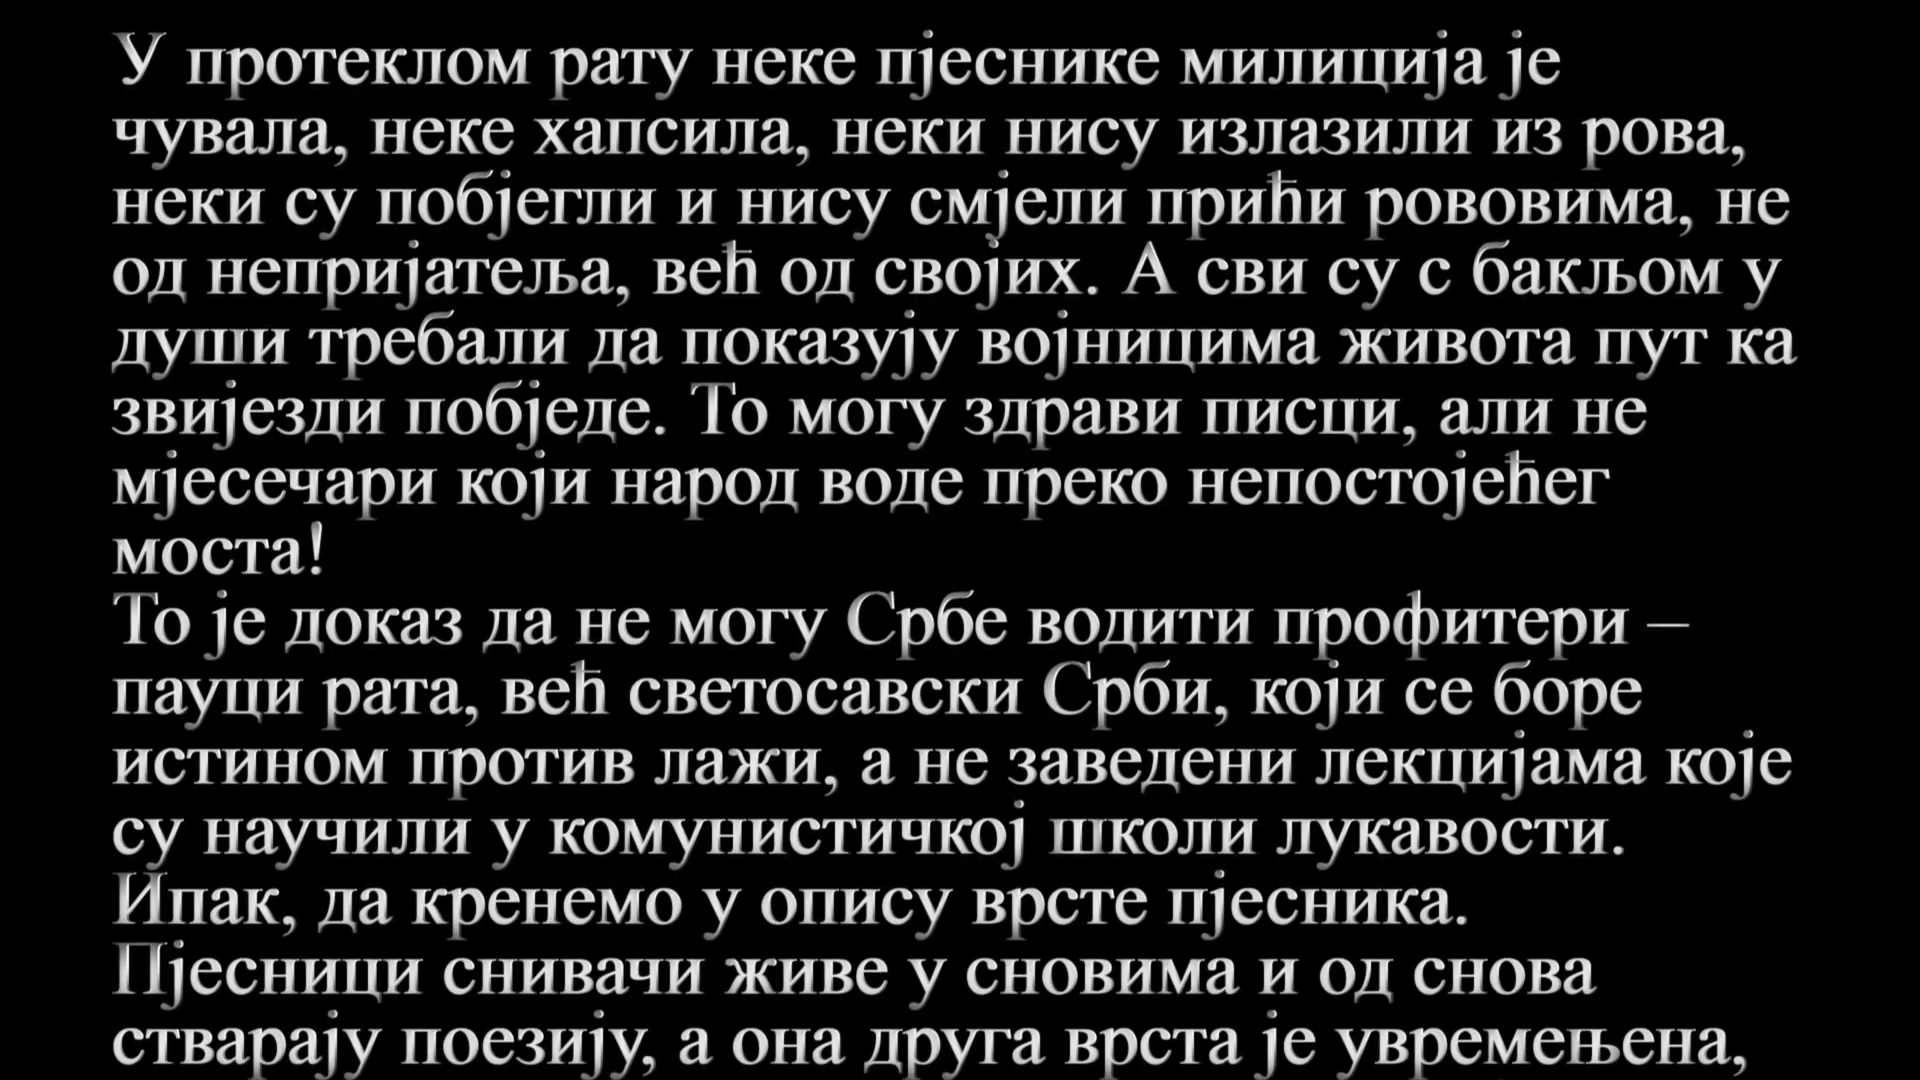 У протеклом рату неке пјеснике милиција је
чувала, неке хапсила, неки нису излазили из рова,
неки су побјегли и нису смјели прићи рововима, не
од непријатеља, већ од својих. А сви су с бакљом у
души требали да показују војницима живота пут ка
звијезди побједе. То могу здрави писци, али не
мјесечари који народ воде преко непостојећег
моста!
То је доказ да не могу Србе водити профитери –
пауци рата, већ светосавски Срби, који се боре
истином против лажи, а не заведени лекцијама које
су научили у комунистичкој школи лукавости.
Ипак, да кренемо у опису врсте пјесника.
Пјесници снивачи живе у сновима и од снова
стварају поезију, а она друга врста је увремењена,